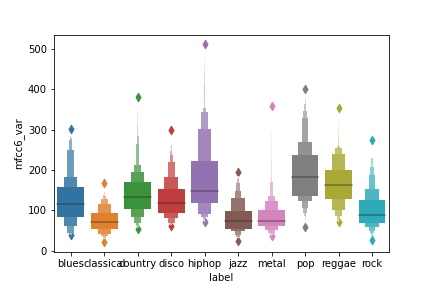 500
400
300
200
100
0
mfcc6_var
blues classical country disco hiphop jazz metal pop reggae rock
label